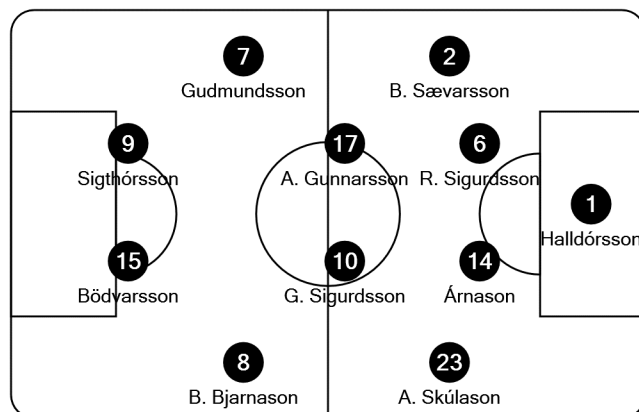 7
Gudmundsson
2
B. Sævarsson
9
Sigthórsson
17
A. Gunnarsson
6
R. Sigurdsson
1
Halldórsson
15
Bödvarsson
10
G. Sigurdsson
14
Árnason
8
B. Bjarnason
23
A. Skúlason